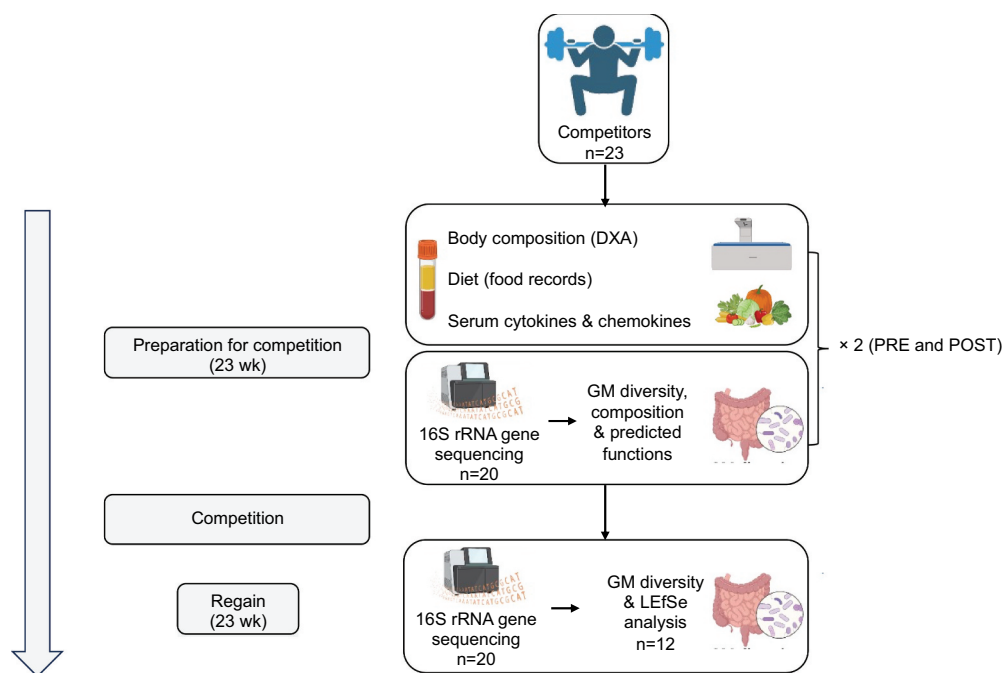 Competitors
n=23
Body composition (DXA)
Diet (food records)
Serum cytokines & chemokines
Preparation for competition
(23 wk)
× 2 (PRE and POST)
16S rRNA gene
sequencing
n=20
GM diversity,
composition
& predicted
functions
Competition
Regain
(23 wk)
16S rRNA gene
sequencing
n=20
GM diversity
& LEfSe
analysis
n=12